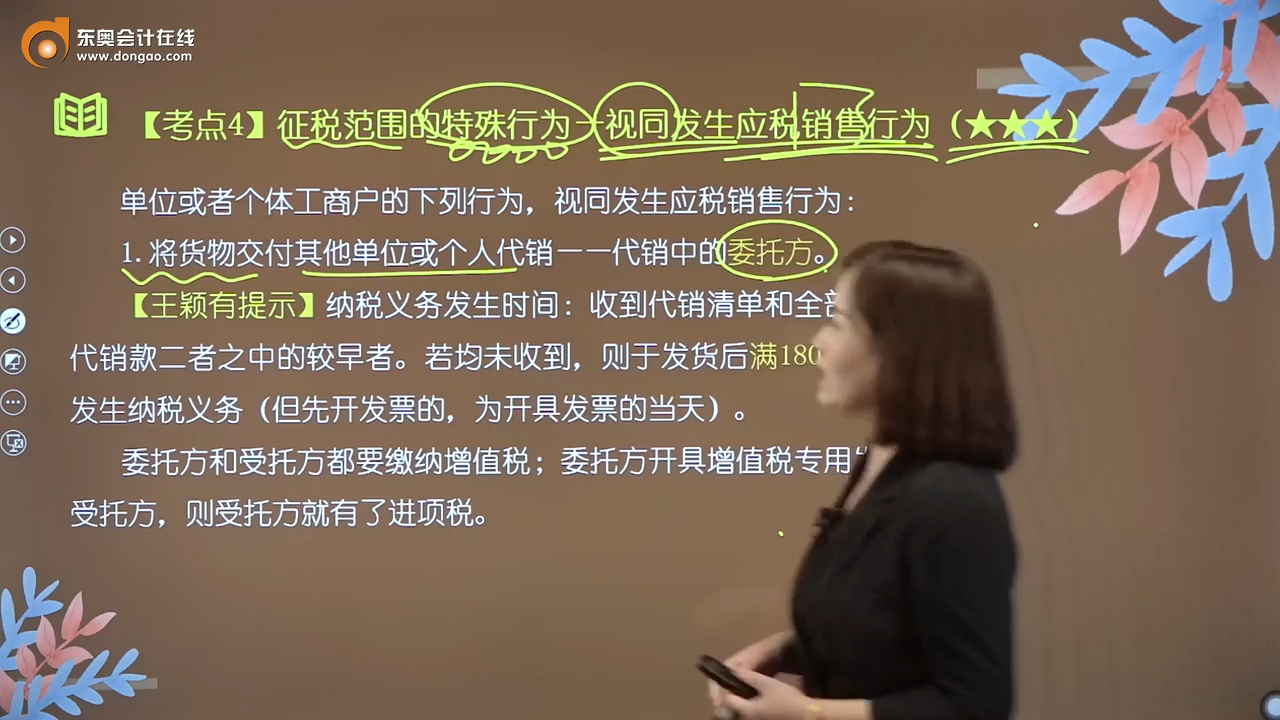 东奥会计在线
www.dongao.com
【考点4】征税范围的特殊行为—视同发生应税销售行为（★★★）
单位或者个体工商户的下列行为，视同发生应税销售行为：
1.将货物交付其他单位或个人代销——代销中的委托方。
【王颖有提示】纳税义务发生时间：收到代销清单和全
代销款二者之中的较早者。若均未收到，则于发货后满180
发生纳税义务（但先开发票的，为开具发票的当天）。
委托方和受托方都要缴纳增值税；委托方开具增值税专用
受托方，则受托方就有了进项税。